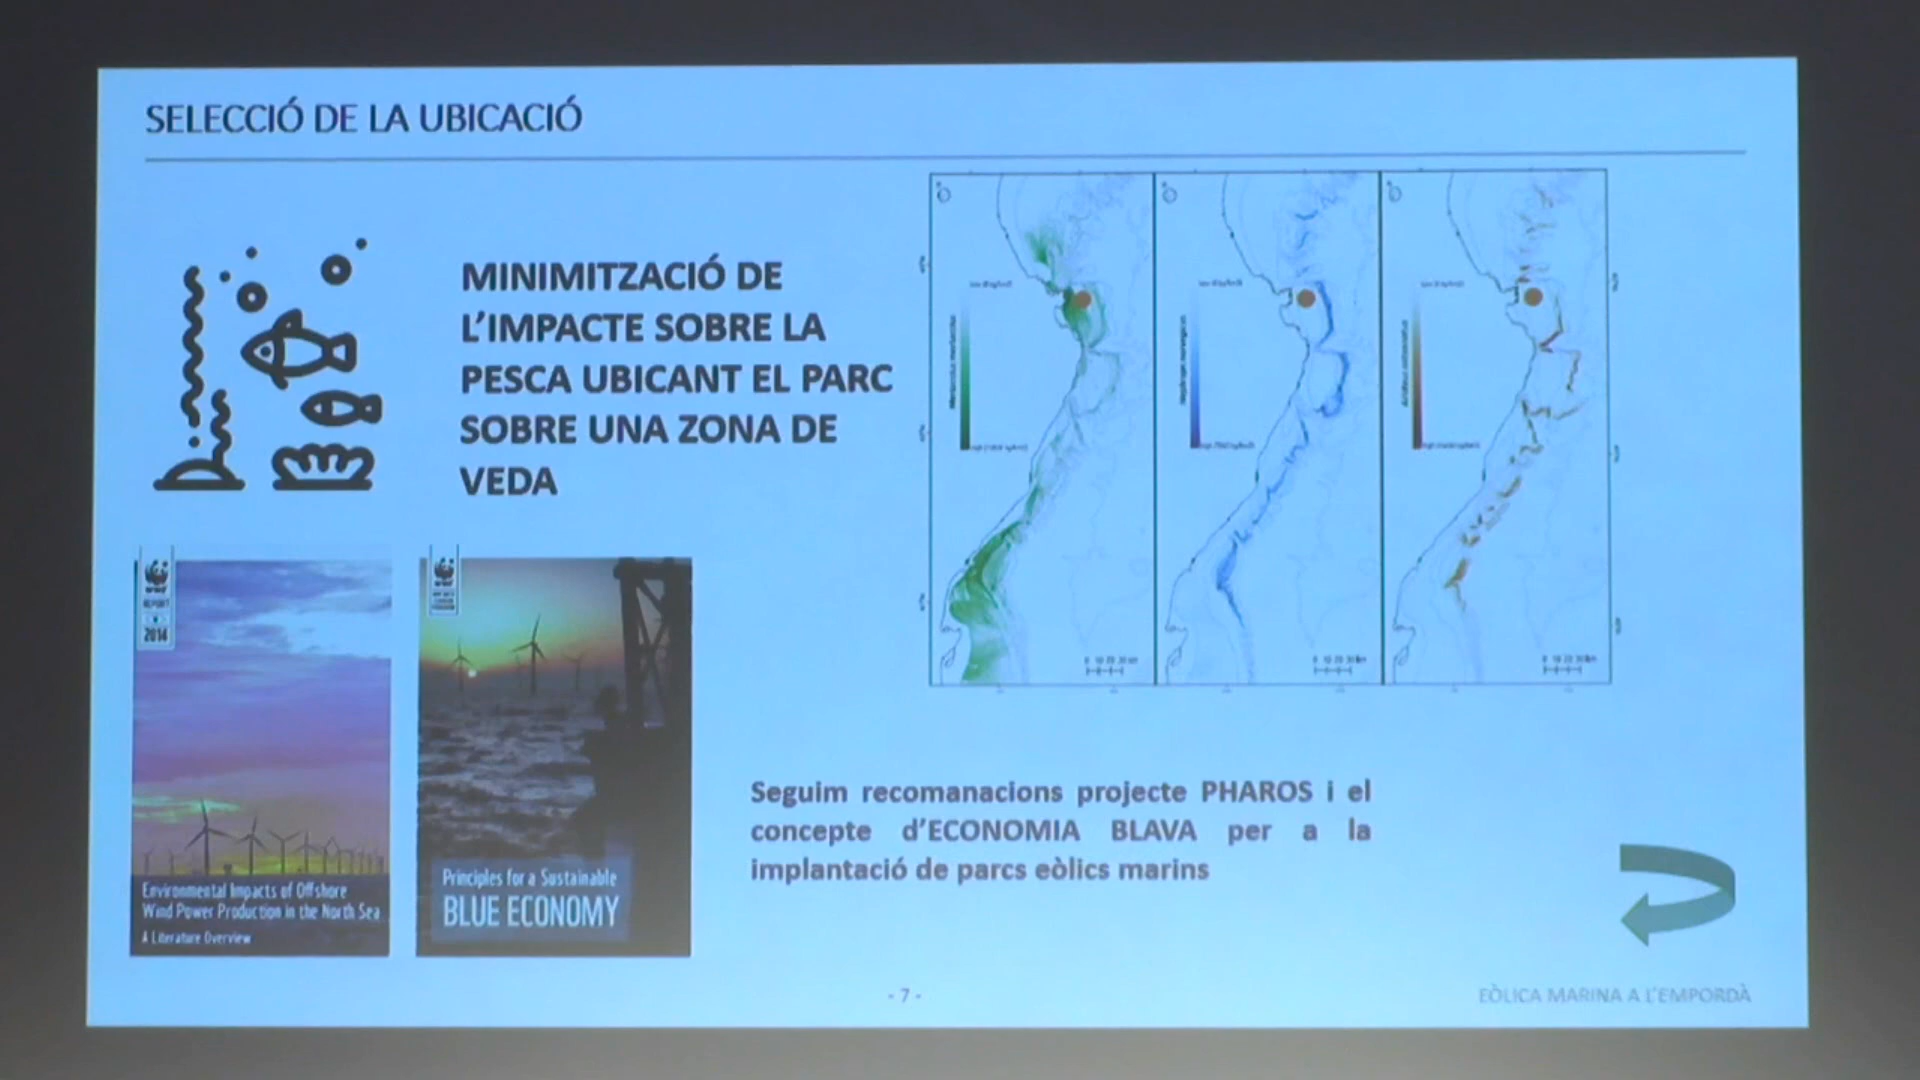 SELECCIÓ DE LA UBICACIÓ
MINIMITZACIÓ DE
L'IMPACTE SOBRE LA
PESCA UBICANT EL PARC
SOBRE UNA ZONA DE
VEDA
REPORT
2014
Environmental Impacts of Offshore
Wind Power Production in the North Sea
A Literature Overview
Principles for a Sustainable
BLUE ECONOMY
Seguim recomanacions projecte PHAROS i el
concepte d'ECONOMIA BLAVA per a la
implantació de parcs eòlics marins
- 7 -
EÒLICA MARINA A L'EMPORDÀ